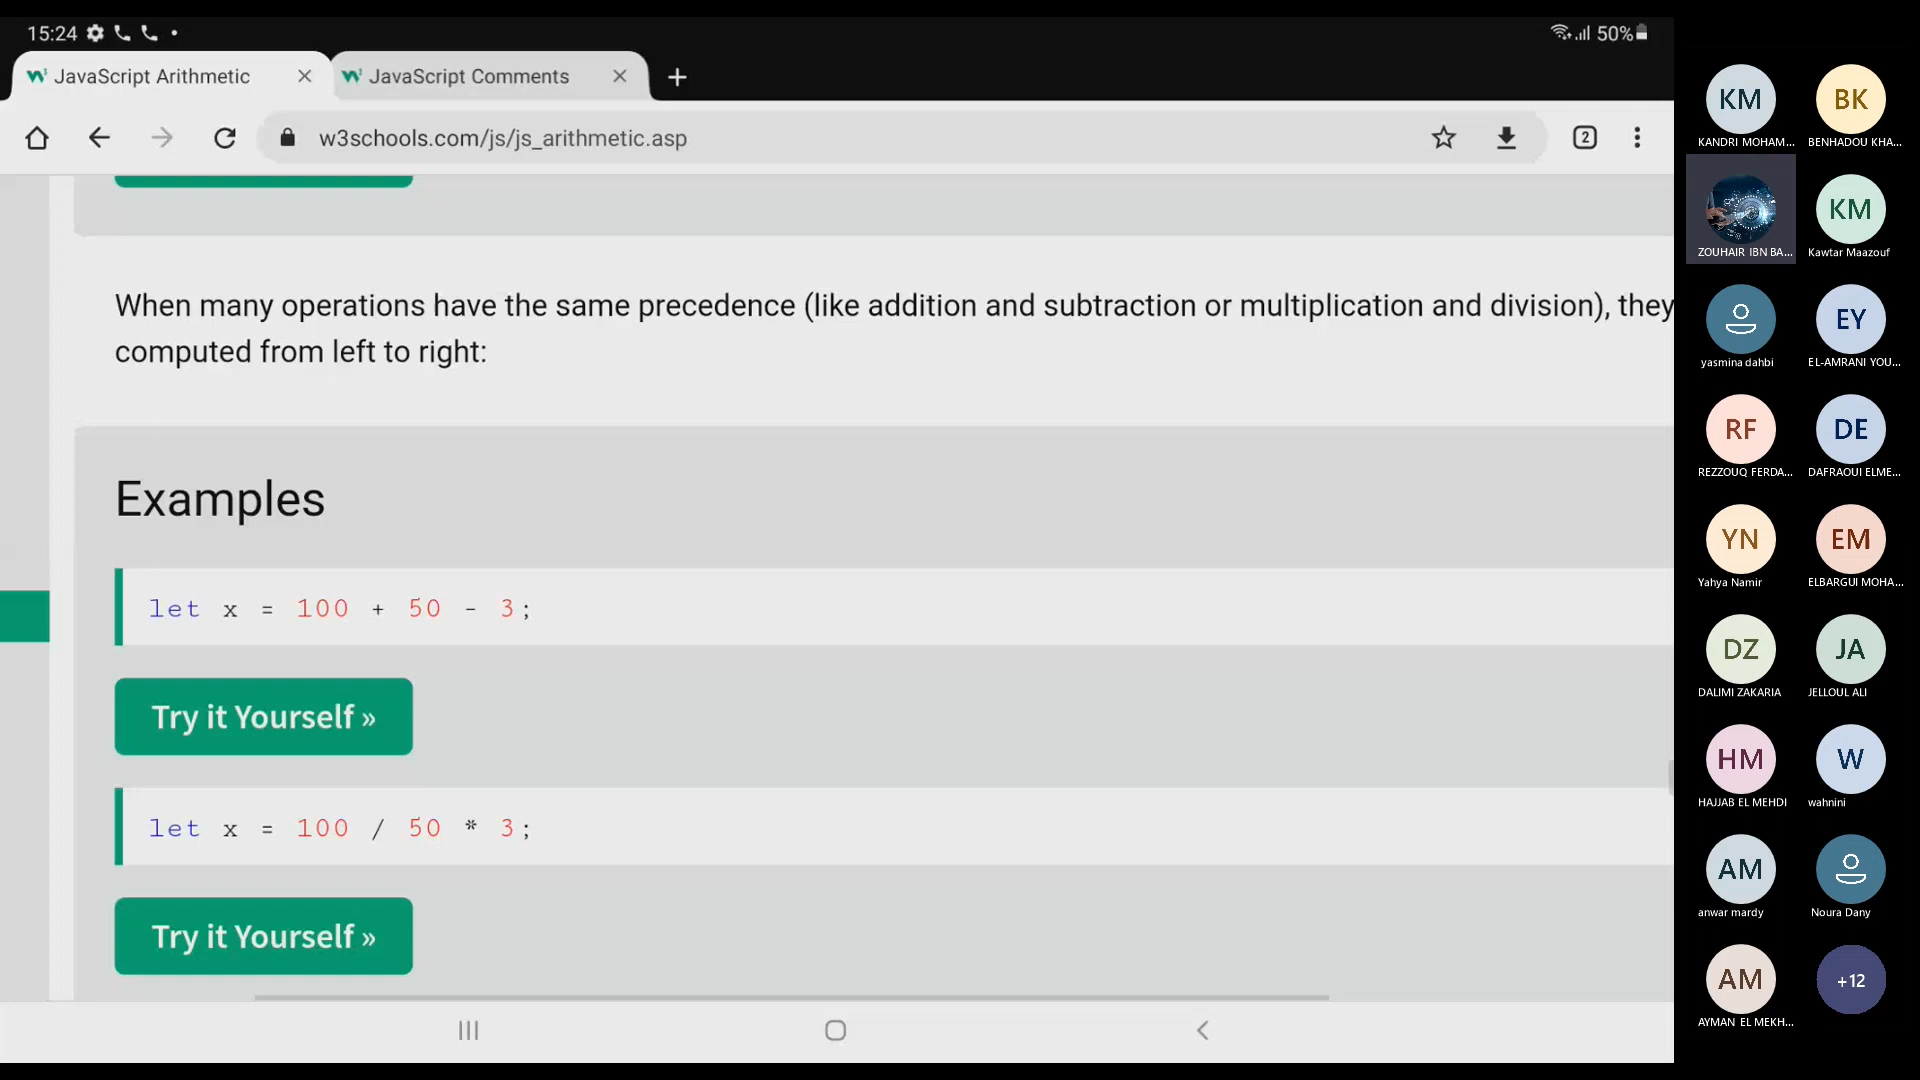 15:24
50%
JavaScript Arithmetic
JavaScript Comments
w3schools.com/js/js_arithmetic.asp
2
When many operations have the same precedence (like addition and subtraction or multiplication and division), they
computed from left to right:
Examples
let x = 100 + 50 - 3;
Try it Yourself »
let x = 100 / 50 * 3;
Try it Yourself »
KM
BK
KANDRI MOHAM...
BENHADOU KHA...
KM
ZOUHAIR IBN BA...
Kawtar Maazouf
EY
yasmina dahbi
EL-AMRANI YOU...
RF
DE
REZZOUQ FERDA...
DAFRAOUI ELME...
YN
EM
Yahya Namir
ELBARGUI MOHA...
DZ
JA
DALIMI ZAKARIA
JELLOUL ALI
HM
W
HAJJAB EL MEHDI
wahnini
AM
anwar mardy
Noura Dany
AM
+12
AYMAN EL MEKH...